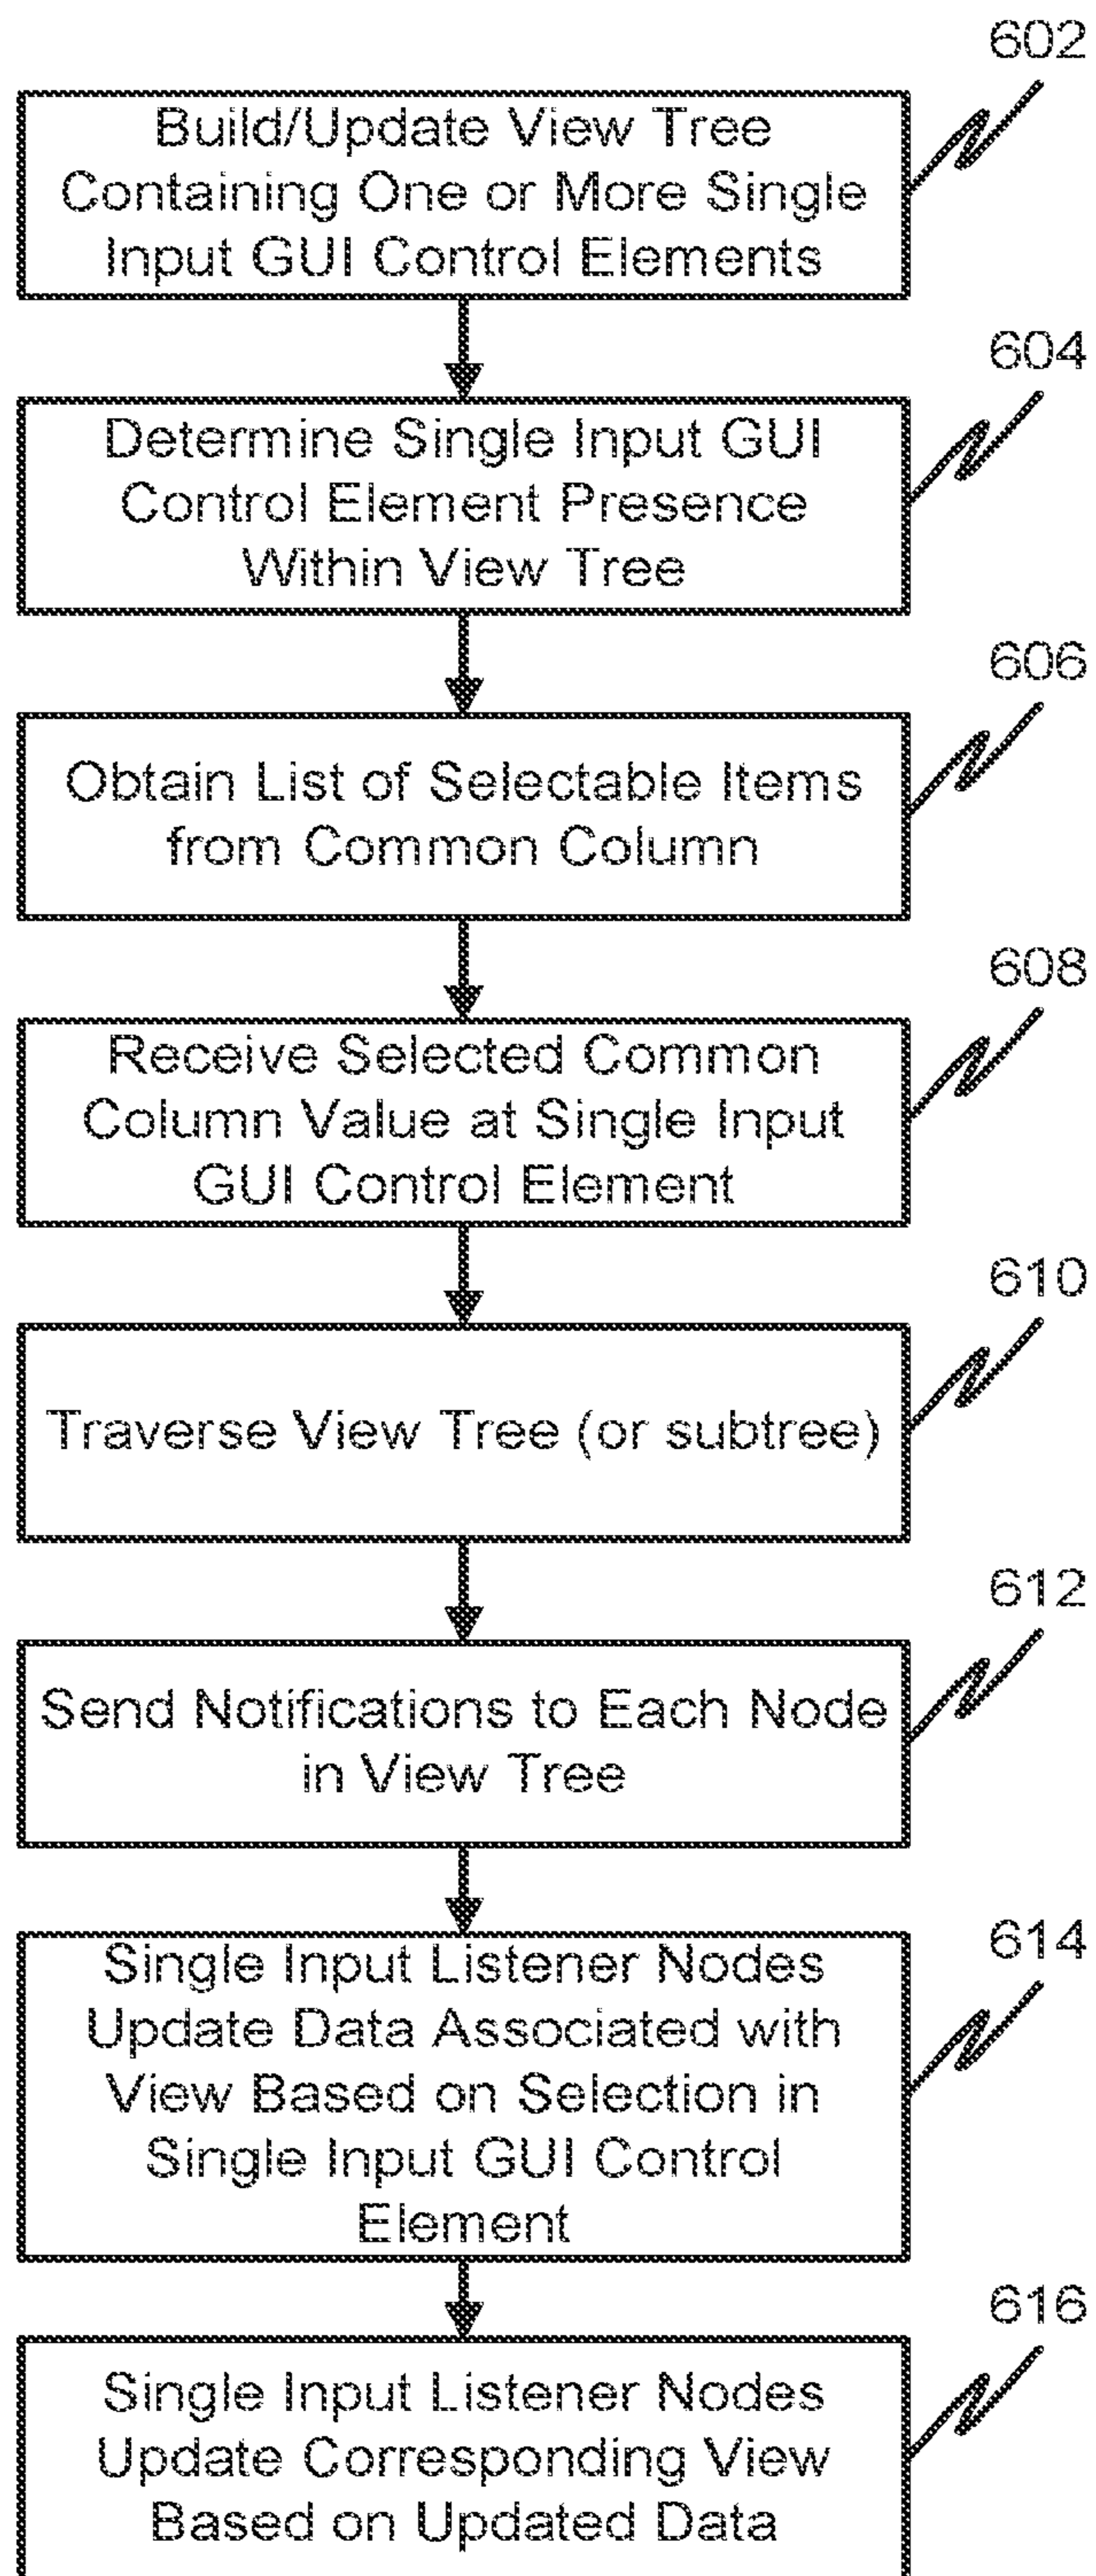 602
Build/Update View Tree
Containing One or More Single
Input GUI Control Elements
604
Determine Single Input GUI
Control Element Presence
Within View Tree
606
Obtain List of Selectable Items
from Common Column
608
Receive Selected Common
Column Value at Single Input
GUI Control Element
610
Traverse View Tree (or subtree)
612
Send Notifications to Each Node
in View Tree
614
Single Input Listener Nodes
Update Data Associated with
View Based on Selection in
Single Input GUI Control
Element
616
Single Input Listener Nodes
Update Corresponding View
Based on Updated Data